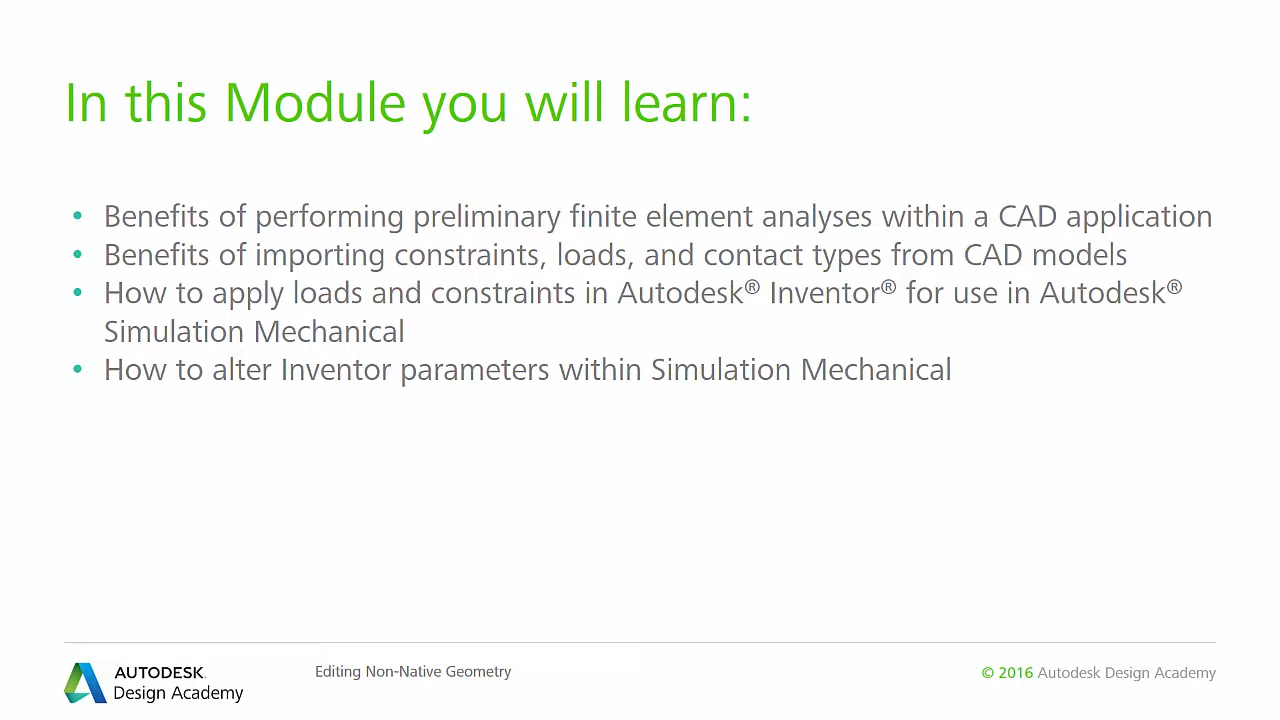 In this Module you will learn:
• Benefits of performing preliminary finite element analyses within a CAD application
• Benefits of importing constraints, loads, and contact types from CAD models
• How to apply loads and constraints in Autodesk® Inventor® for use in Autodesk®
Simulation Mechanical
• How to alter Inventor parameters within Simulation Mechanical
AUTODESK.
Design Academy
Editing Non-Native Geometry
© 2016 Autodesk Design Academy